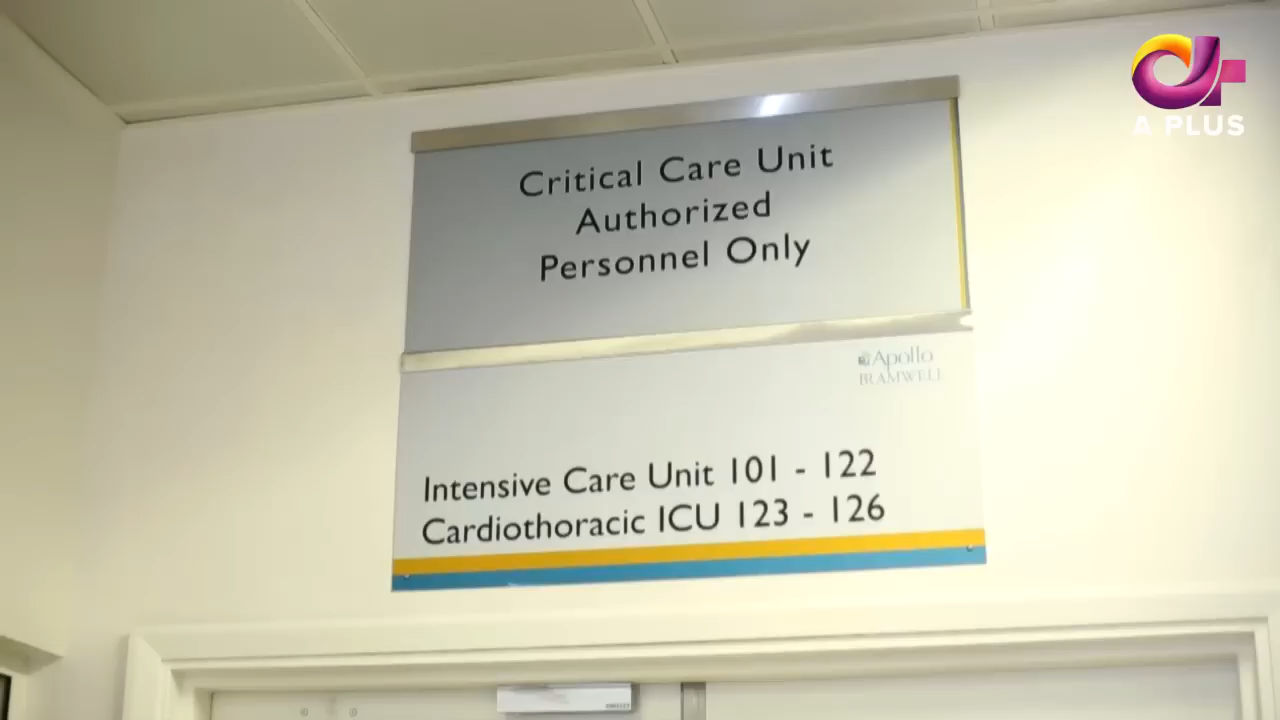 A PLUS
Critical Care Unit
Authorized
Personnel Only
Apollo
BRAMWELL
Intensive Care Unit 101 - 122
Cardiothoracic ICU 123 - 126